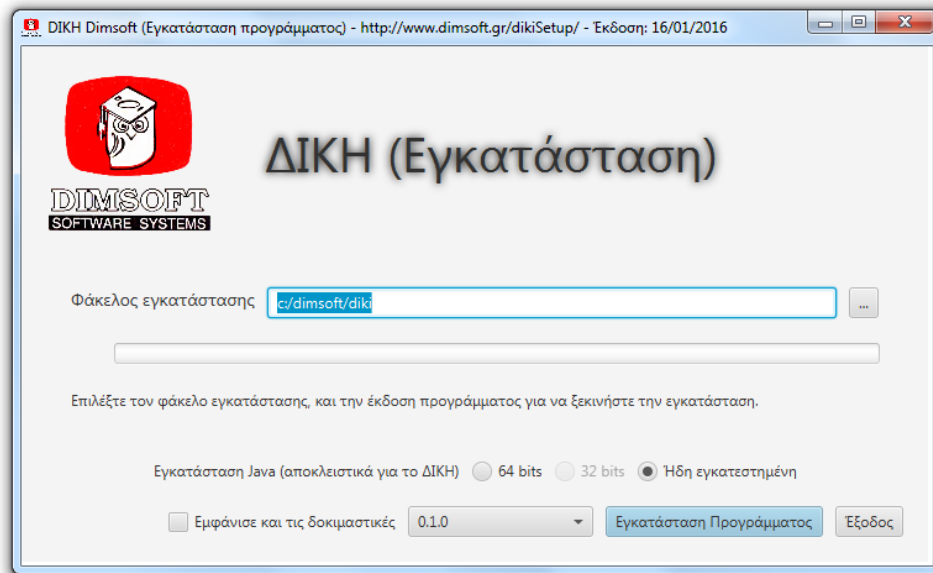 DIKH Dimsoft (Εγκατάσταση προγράμματος) - http://www.dimsoft.gr/dikiSetup/ - Έκδοση: 16/01/2016
DIMSOFT
SOFTWARE SYSTEMS
ΔΙΚΗ (Εγκατάσταση)
Φάκελος εγκατάστασης c:/dimsoft/diki ...
Επιλέξτε τον φάκελο εγκατάστασης, και την έκδοση προγράμματος για να ξεκινήστε την εγκατάσταση.
Εγκατάσταση Java (αποκλειστικά για το ΔΙΚΗ) 64 bits 32 bits Ήδη εγκατεστημένη
Εμφάνισε και τις δοκιμαστικές 0.1.0 Εγκατάσταση Προγράμματος Έξοδος